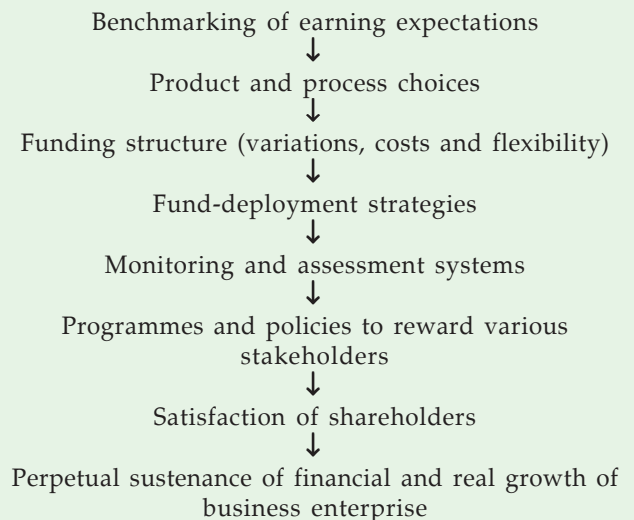 Benchmarking of earning expectations
↓
Product and process choices
↓
Funding structure (variations, costs and flexibility)
↓
Fund-deployment strategies
↓
Monitoring and assessment systems
↓
Programmes and policies to reward various
stakeholders
↓
Satisfaction of shareholders
↓
Perpetual sustenance of financial and real growth of
business enterprise